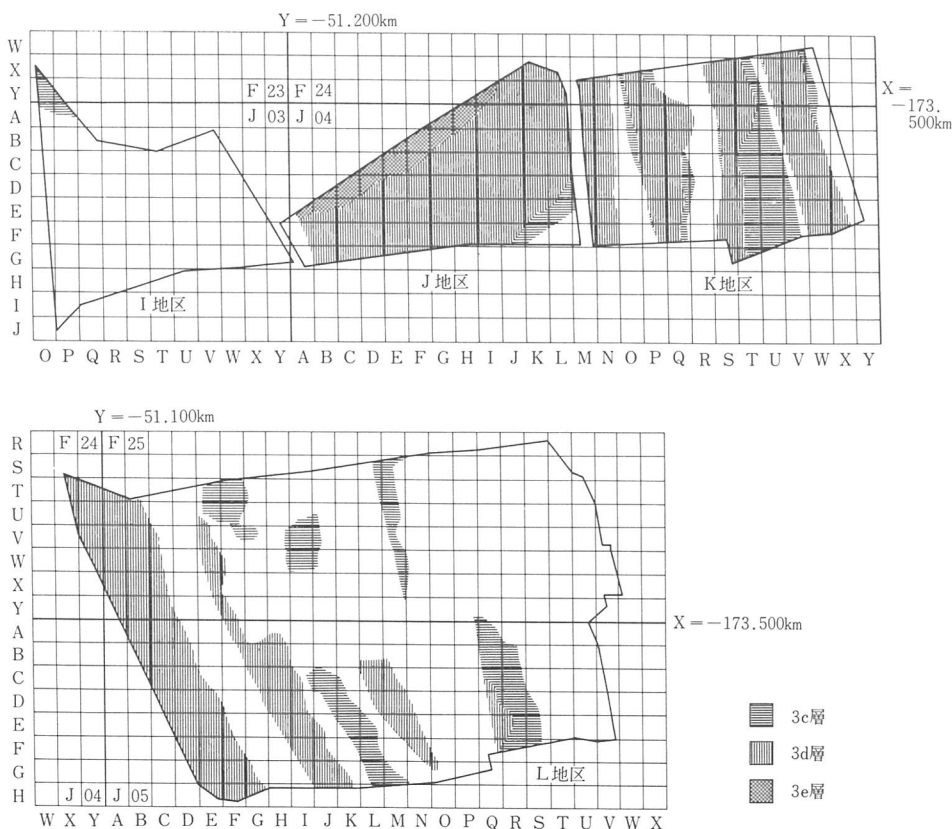 Y＝－51.200km
W
X
Y
A
B
C
D
E
F
G
H
I
J
F 23 F 24
J 03 J 04
X＝
－173.
500km
I地区
J地区
K地区
O P Q R S T U V W X Y A B C D E F G H I J K L M N O P Q R S T U V W X Y
Y＝－51.100km
R
S
T
U
V
W
X
Y
A
B
C
D
E
F
G
H
F 24 F 25
X＝－173.500km
L地区
J 04 J 05
W X Y A B C D E F G H I J K L M N O P Q R S T U V W X
3c層
3d層
3e層